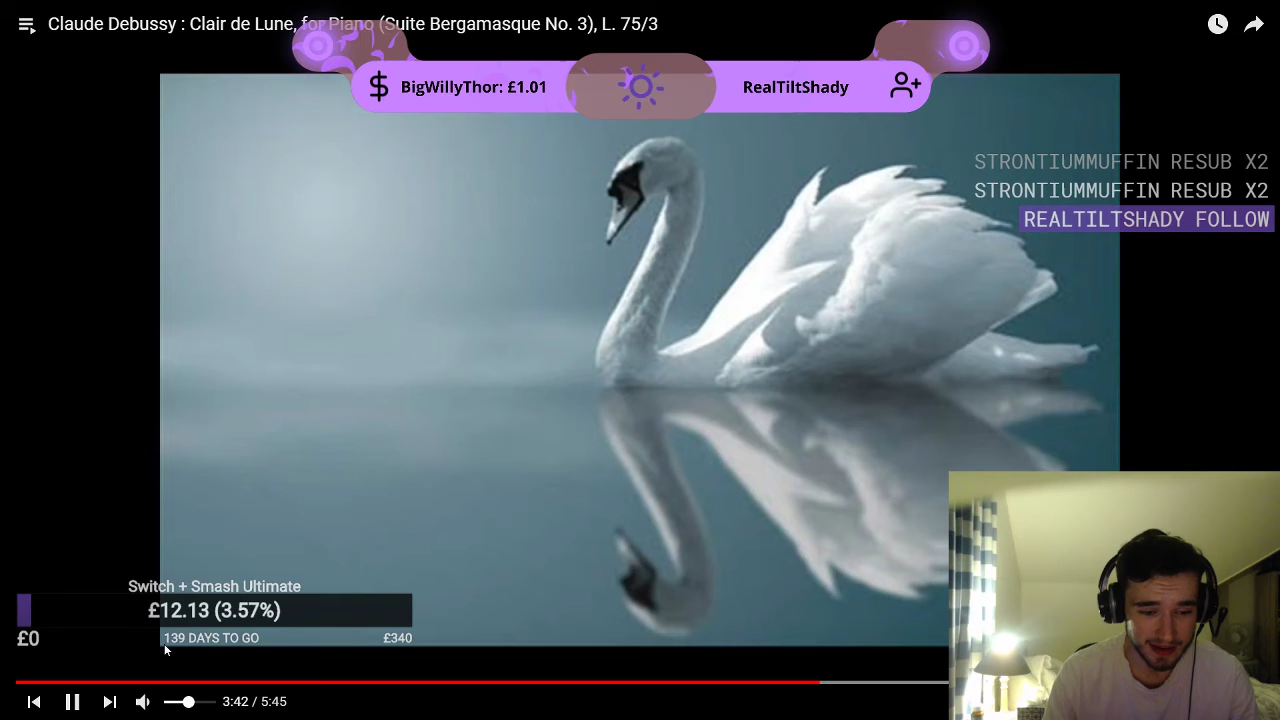 Claude Debussy : Clair de Lune, for Piano (Suite Bergamasque No. 3), L. 75/3
BigWillyThor: £1.01
RealTiltShady
STRONTIUMMUFFIN RESUB X2
STRONTIUMMUFFIN RESUB X2
REALTILTSHADY FOLLOW
Switch + Smash Ultimate
£12.13 (3.57%)
£0
139 DAYS TO GO
£340
3:42 / 5:45